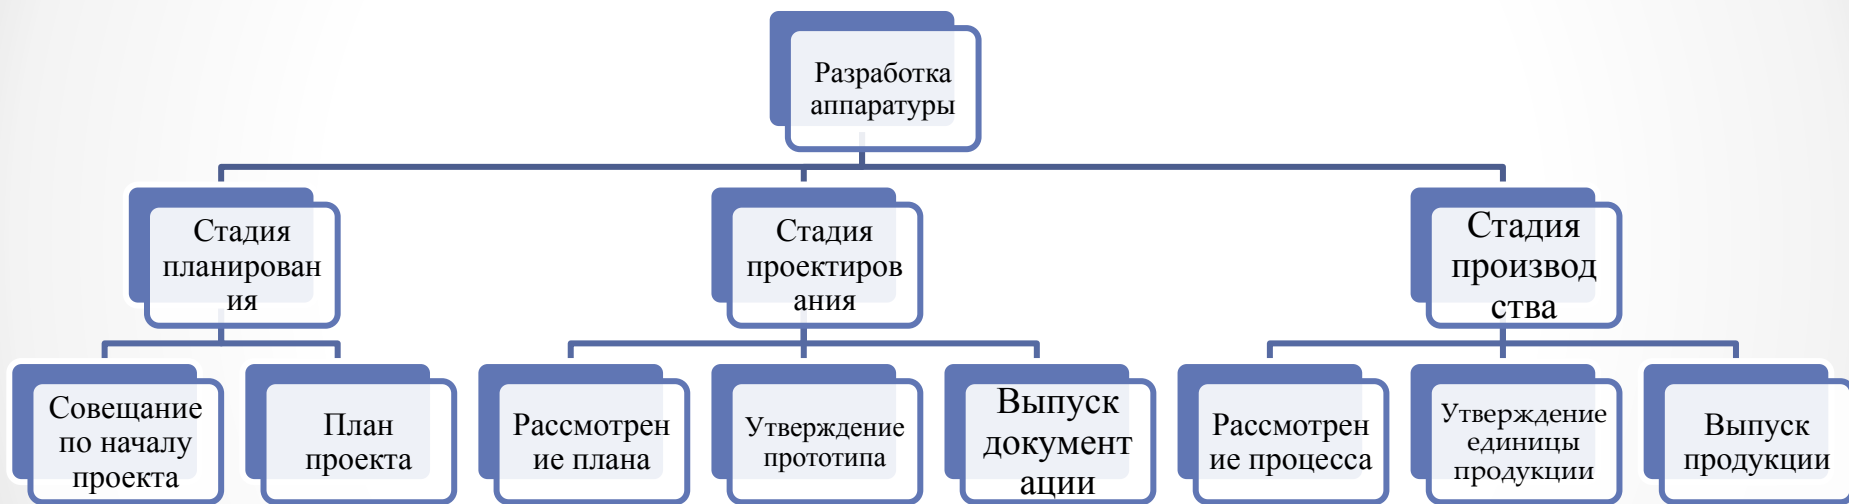 Разработка
аппаратуры
Стадия
планирован
ия
Стадия
проектиров
ания
Стадия
производ
ства
Совещание
по началу
проекта
План
проекта
Рассмотрен
ие плана
Утверждение
прототипа
Выпуск
документ
ации
Рассмотрен
ие процесса
Утверждение
единицы
продукции
Выпуск
продукции